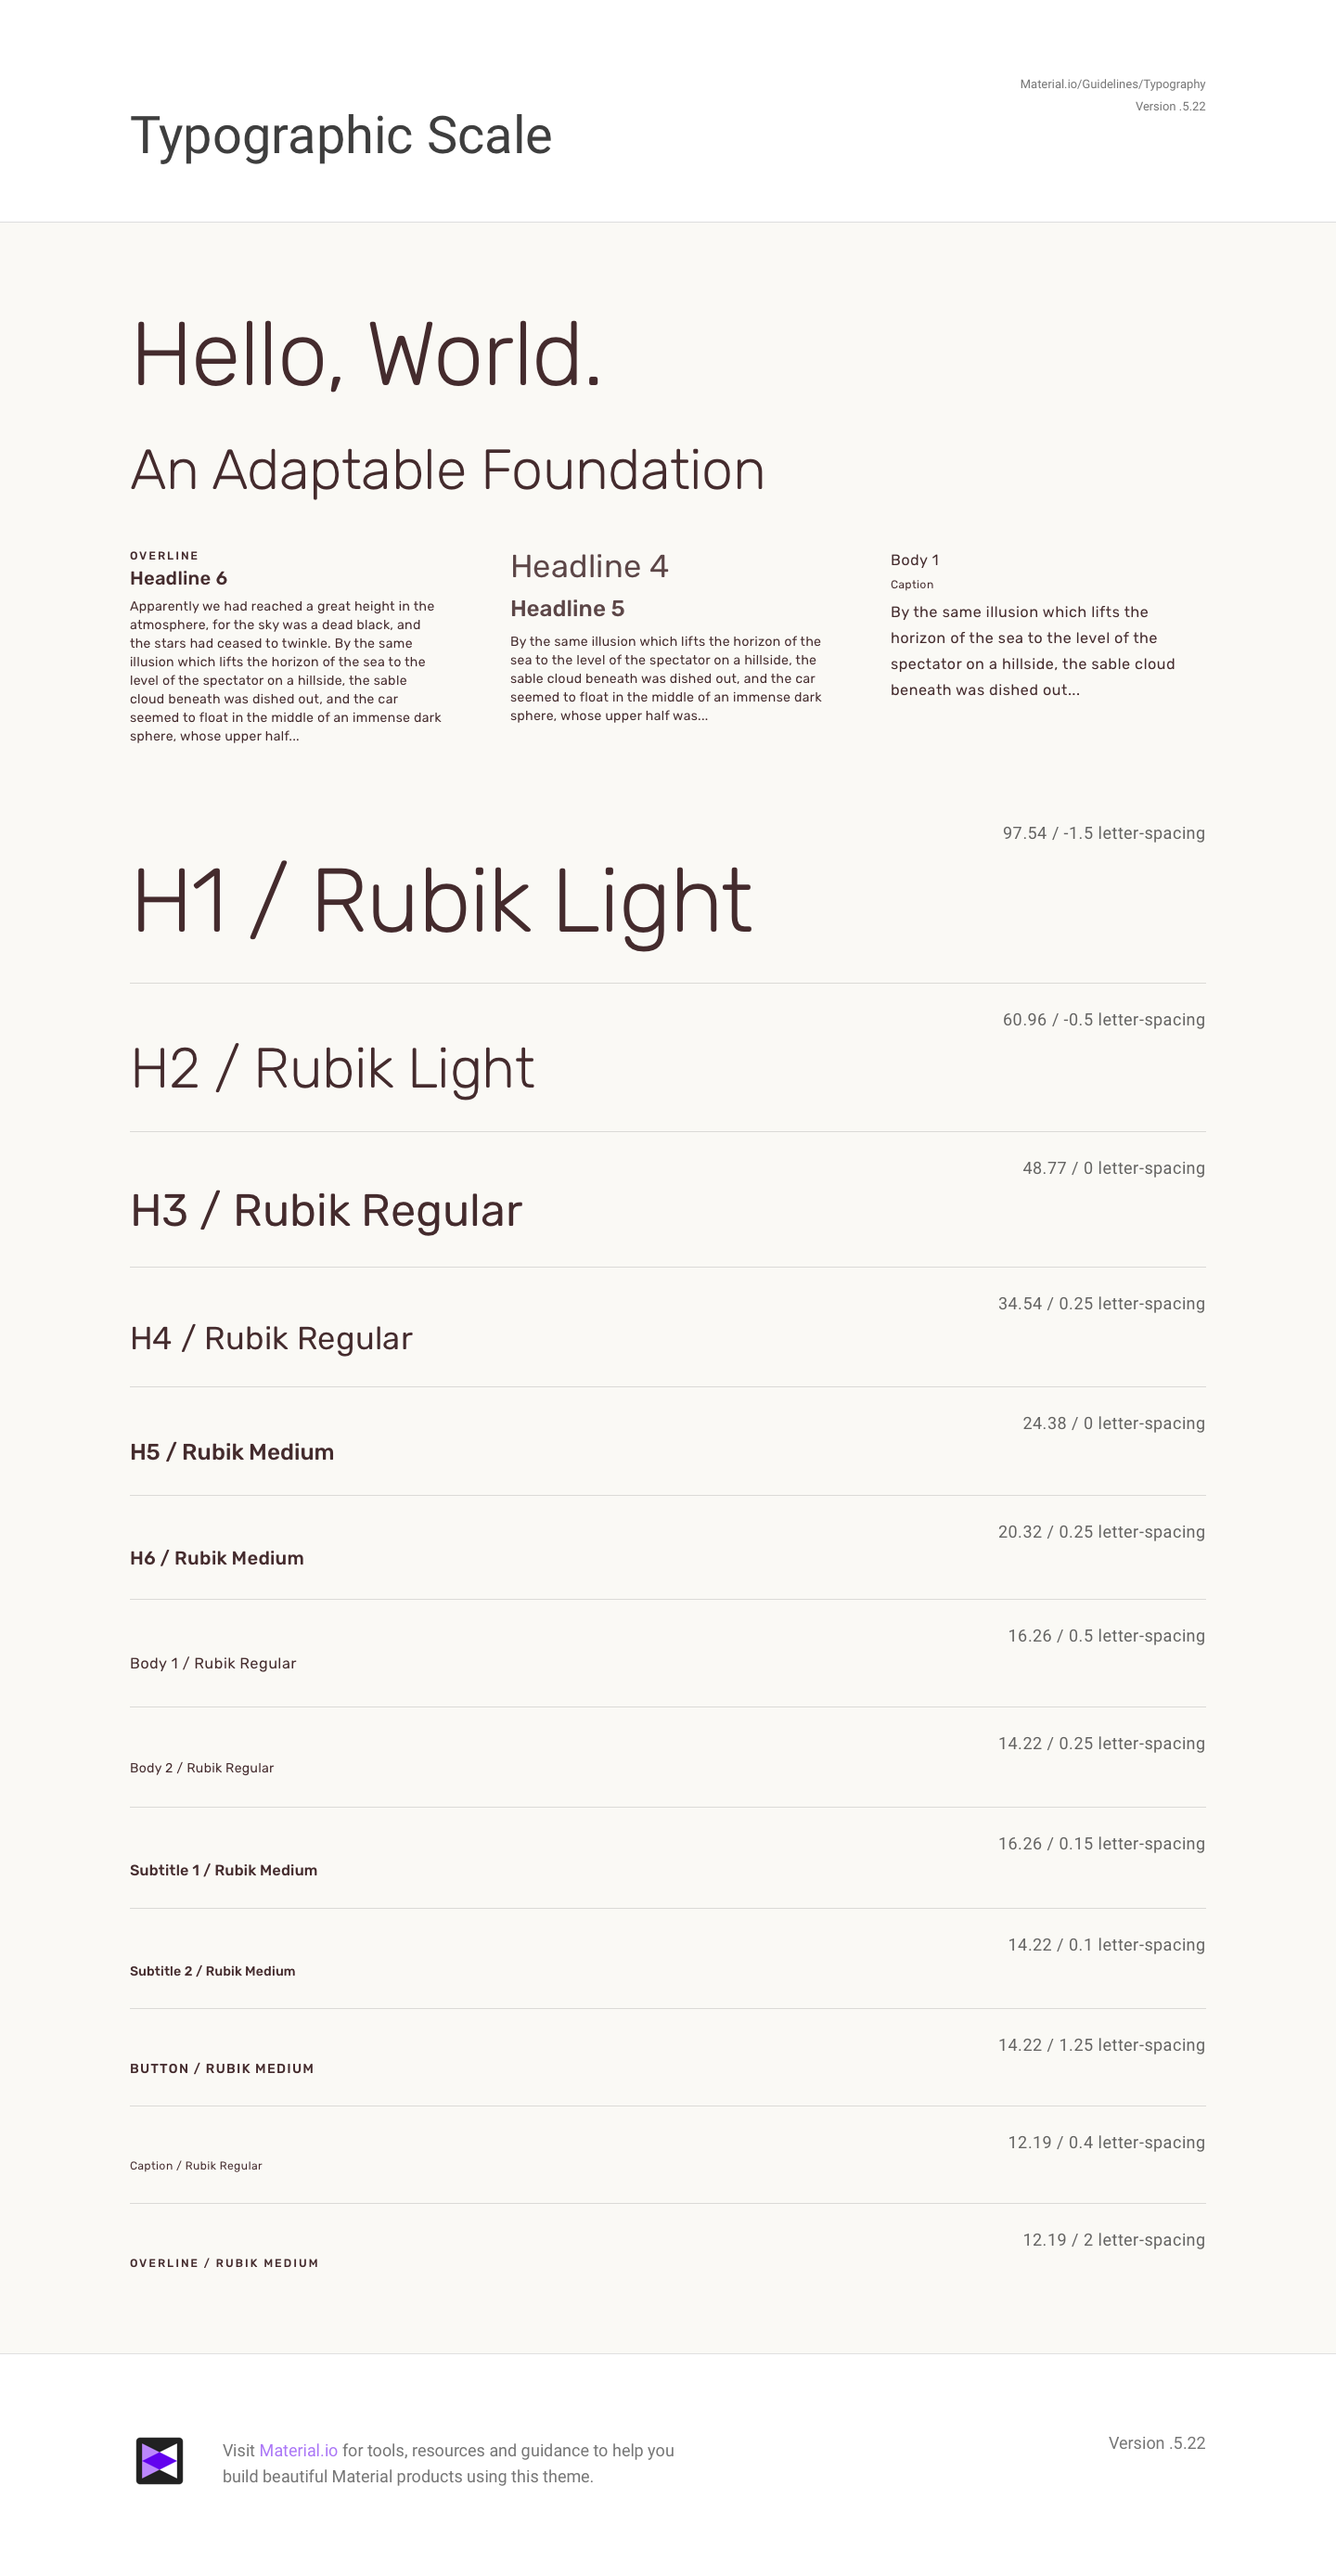 Material.io/Guidelines/Typography
Version .5.22
Typographic Scale
Hello, World.
An Adaptable Foundation
OVERLINE
Headline 6
Apparently we had reached a great height in the
atmosphere, for the sky was a dead black, and
the stars had ceased to twinkle. By the same
illusion which lifts the horizon of the sea to the
level of the spectator on a hillside, the sable
cloud beneath was dished out, and the car
seemed to float in the middle of an immense dark
sphere, whose upper half...
Headline 4
Headline 5
By the same illusion which lifts the horizon of the
sea to the level of the spectator on a hillside, the
sable cloud beneath was dished out, and the car
seemed to float in the middle of an immense dark
sphere, whose upper half was...
Body 1
Caption
By the same illusion which lifts the
horizon of the sea to the level of the
spectator on a hillside, the sable cloud
beneath was dished out...
97.54 / -1.5 letter-spacing
H1 / Rubik Light
60.96 / -0.5 letter-spacing
H2 / Rubik Light
48.77 / 0 letter-spacing
H3 / Rubik Regular
34.54 / 0.25 letter-spacing
H4 / Rubik Regular
24.38 / 0 letter-spacing
H5 / Rubik Medium
20.32 / 0.25 letter-spacing
H6 / Rubik Medium
16.26 / 0.5 letter-spacing
Body 1 / Rubik Regular
14.22 / 0.25 letter-spacing
Body 2 / Rubik Regular
16.26 / 0.15 letter-spacing
Subtitle 1 / Rubik Medium
14.22 / 0.1 letter-spacing
Subtitle 2 / Rubik Medium
14.22 / 1.25 letter-spacing
BUTTON / RUBIK MEDIUM
12.19 / 0.4 letter-spacing
Caption / Rubik Regular
12.19 / 2 letter-spacing
OVERLINE / RUBIK MEDIUM
Visit Material.io for tools, resources and guidance to help you
build beautiful Material products using this theme.
Version .5.22